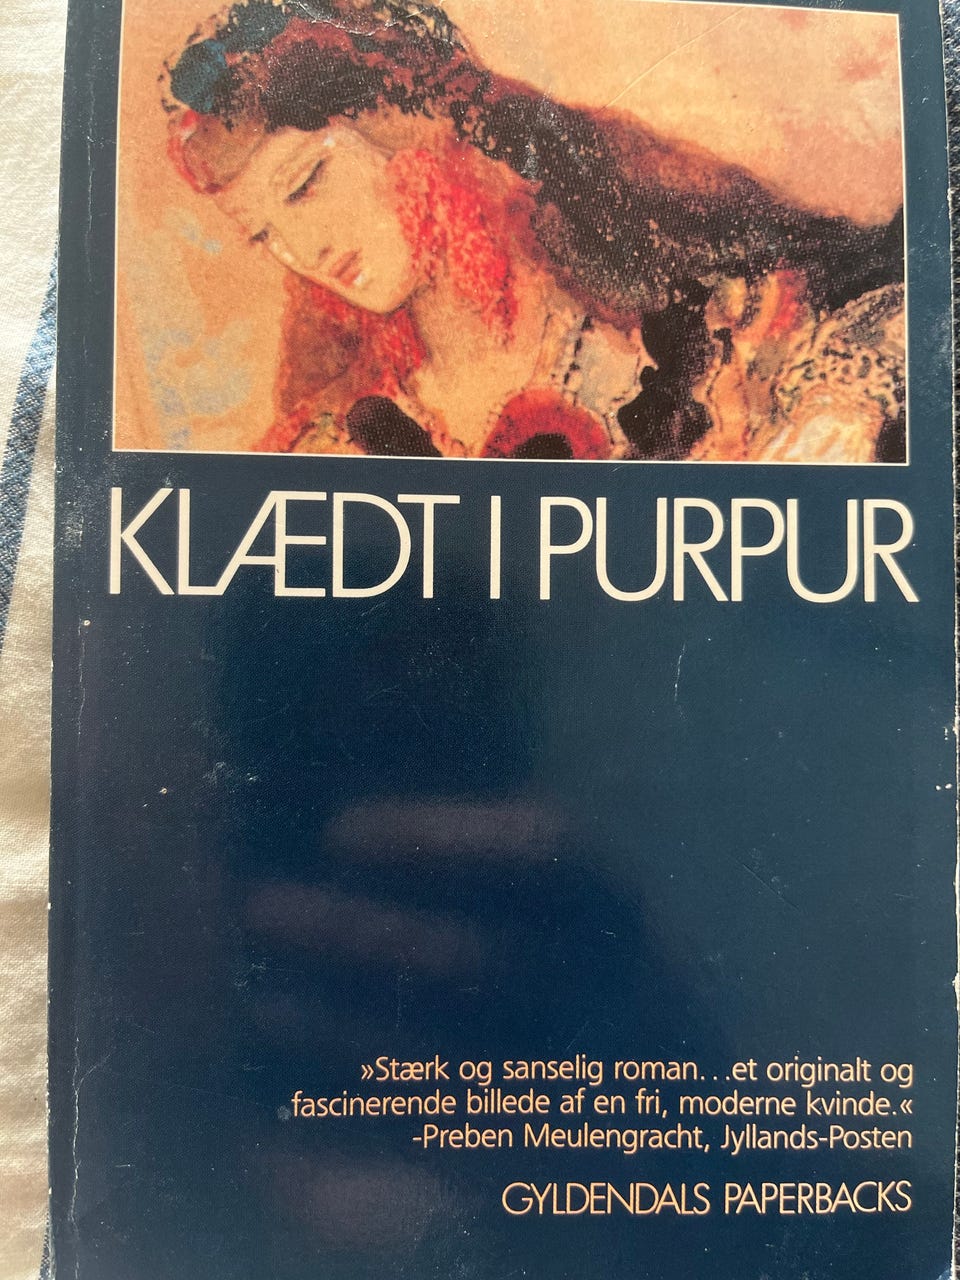 KLÆDT I PURPUR
»Stærk og sanselig roman...et originalt og
fascinerende billede af en fri, moderne kvinde.«
-Preben Meulengracht, Jyllands-Posten
GYLDENDALS PAPERBACKS